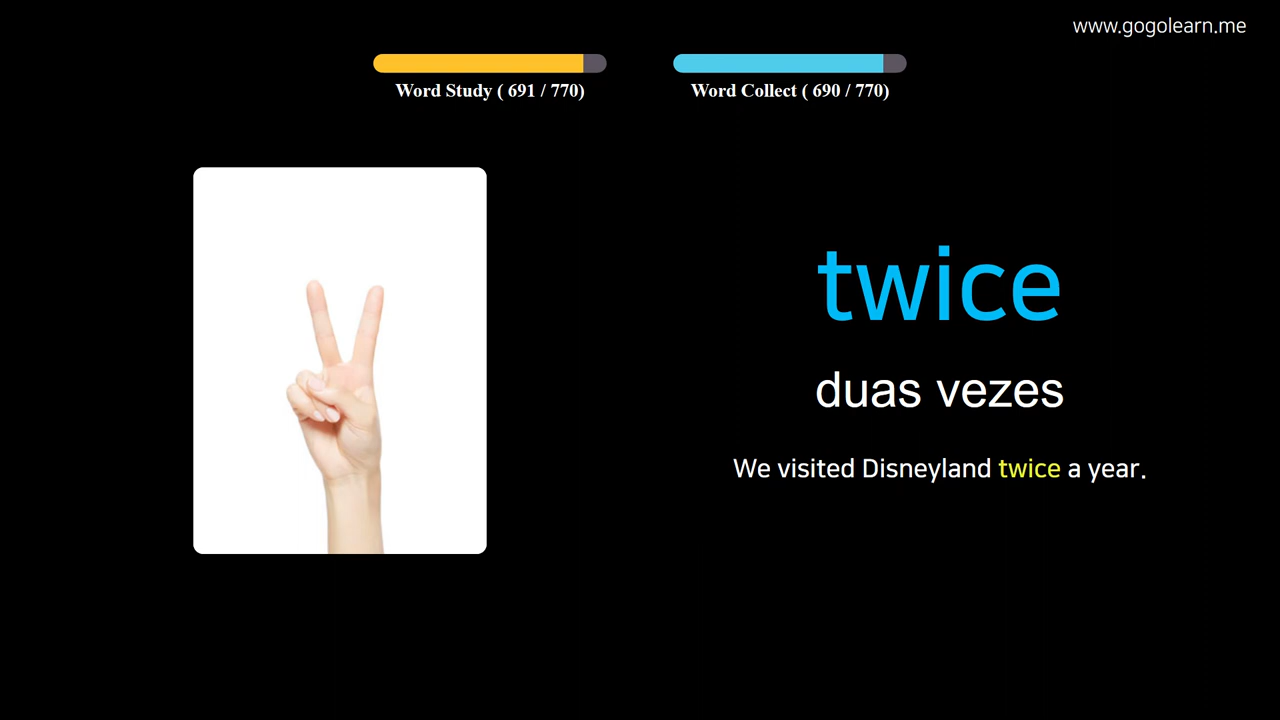 www.gogolearn.me
Word Study ( 691 / 770)
Word Collect ( 690 / 770)
twice
duas vezes
We visited Disneyland twice a year.